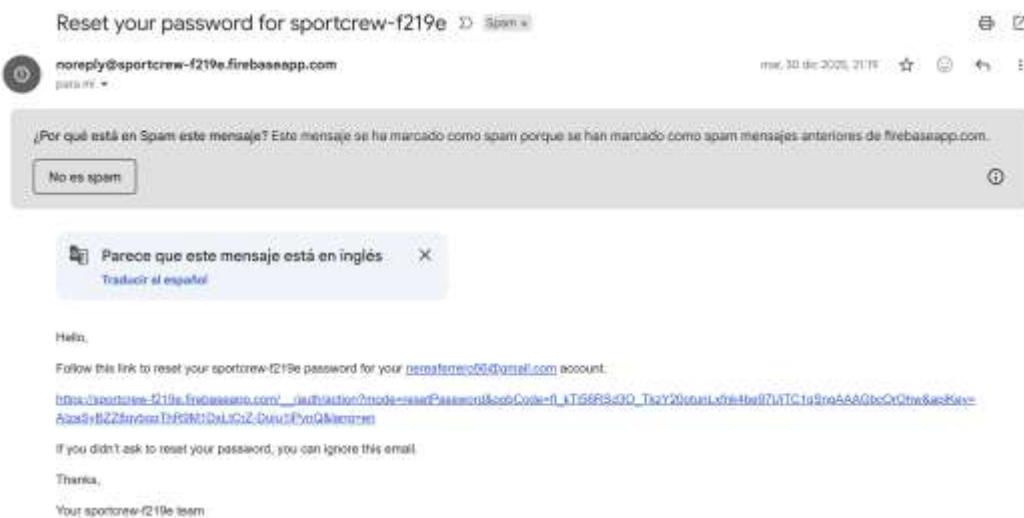 Reset your password for sportcrew-f219e Spam x
noreply@sportcrew-f219e.firebaseapp.com
mar, 30 dic 2025, 21:19
para mí
¿Por qué está en Spam este mensaje? Este mensaje se ha marcado como spam porque se han marcado como spam mensajes anteriores de firebaseapp.com.
No es spam
Parece que este mensaje está en inglés
Traducir al español
Hello,
Follow this link to reset your sportcrew-f219e password for your account.
If you didn't ask to reset your password, you can ignore this email.
Thanks,
Your sportcrew-f219e team